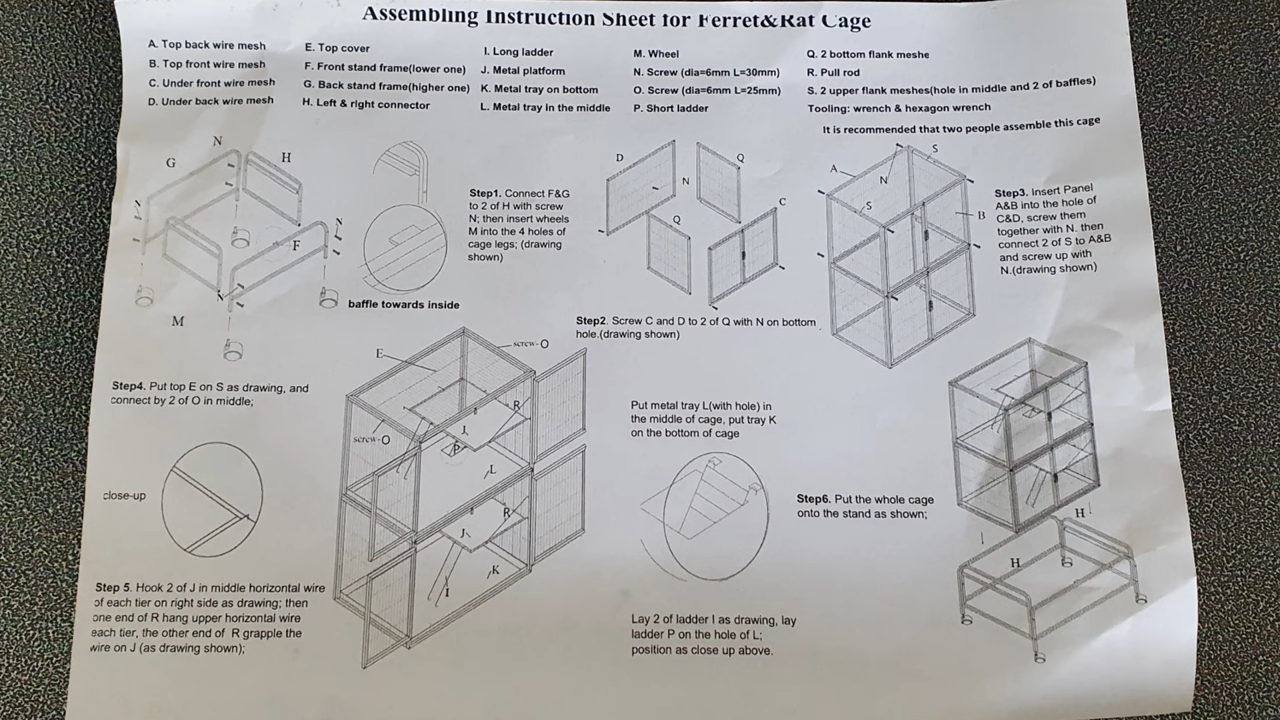 Assembling Instruction Sheet for Ferret&Rat Cage
A. Top back wire mesh
B. Top front wire mesh
C. Under front wire mesh
D. Under back wire mesh
E. Top cover
F. Front stand frame(lower one)
G. Back stand frame(higher one)
H. Left & right connector
I. Long ladder
J. Metal platform
K. Metal tray on bottom
L. Metal tray in the middle
M. Wheel
N. Screw (dia=6mm L=30mm)
O. Screw (dia=6mm L=25mm)
P. Short ladder
Q. 2 bottom flank meshe
R. Pull rod
S. 2 upper flank meshes(hole in middle and 2 of baffles)
Tooling: wrench & hexagon wrench
It is recommended that two people assemble this cage
G
N
H
N
N
F
N
M
baffle towards inside
Step1. Connect F&G
to 2 of H with screw
N; then insert wheels
M into the 4 holes of
cage legs; (drawing
shown)
D
N
Q
Q
C
Step2. Screw C and D to 2 of Q with N on bottom
hole.(drawing shown)
A
N
S
S
B
Step3. Insert Panel
A&B into the hole of
C&D, screw them
together with N. then
connect 2 of S to A&B
and screw up with
N.(drawing shown)
Step4. Put top E on S as drawing, and
connect by 2 of O in middle;
close-up
E
screw-O
screw-O
R
J
P
L
R
J
K
I
Step 5. Hook 2 of J in middle horizontal wire
of each tier on right side as drawing; then
one end of R hang upper horizontal wire
each tier, the other end of R grapple the
wire on J (as drawing shown);
Put metal tray L(with hole) in
the middle of cage, put tray K
on the bottom of cage
Lay 2 of ladder I as drawing, lay
ladder P on the hole of L;
position as close up above.
Step6. Put the whole cage
onto the stand as shown;
H
H